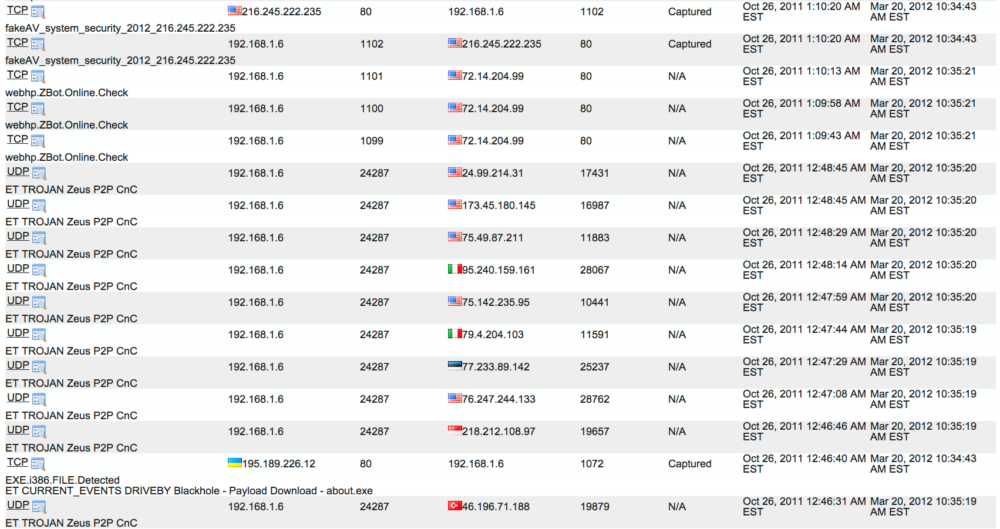 TCP 216.245.222.235 80 192.168.1.6 1102 Captured Oct 26, 2011 1:10:20 AM EST Mar 20, 2012 10:34:43 AM EST
fakeAV_system_security_2012_216.245.222.235
TCP 192.168.1.6 1102 216.245.222.235 80 Captured Oct 26, 2011 1:10:20 AM EST Mar 20, 2012 10:34:43 AM EST
fakeAV_system_security_2012_216.245.222.235
TCP 192.168.1.6 1101 72.14.204.99 80 N/A Oct 26, 2011 1:10:13 AM EST Mar 20, 2012 10:35:21 AM EST
webhp.ZBot.Online.Check
TCP 192.168.1.6 1100 72.14.204.99 80 N/A Oct 26, 2011 1:09:58 AM EST Mar 20, 2012 10:35:21 AM EST
webhp.ZBot.Online.Check
TCP 192.168.1.6 1099 72.14.204.99 80 N/A Oct 26, 2011 1:09:43 AM EST Mar 20, 2012 10:35:21 AM EST
webhp.ZBot.Online.Check
UDP 192.168.1.6 24287 24.99.214.31 17431 N/A Oct 26, 2011 12:48:45 AM EST Mar 20, 2012 10:35:20 AM EST
ET TROJAN Zeus P2P CnC
UDP 192.168.1.6 24287 173.45.180.145 16987 N/A Oct 26, 2011 12:48:45 AM EST Mar 20, 2012 10:35:20 AM EST
ET TROJAN Zeus P2P CnC
UDP 192.168.1.6 24287 75.49.87.211 11883 N/A Oct 26, 2011 12:48:29 AM EST Mar 20, 2012 10:35:20 AM EST
ET TROJAN Zeus P2P CnC
UDP 192.168.1.6 24287 95.240.159.161 28067 N/A Oct 26, 2011 12:48:14 AM EST Mar 20, 2012 10:35:20 AM EST
ET TROJAN Zeus P2P CnC
UDP 192.168.1.6 24287 75.142.235.95 10441 N/A Oct 26, 2011 12:47:59 AM EST Mar 20, 2012 10:35:20 AM EST
ET TROJAN Zeus P2P CnC
UDP 192.168.1.6 24287 79.4.204.103 11591 N/A Oct 26, 2011 12:47:44 AM EST Mar 20, 2012 10:35:19 AM EST
ET TROJAN Zeus P2P CnC
UDP 192.168.1.6 24287 77.233.89.142 25237 N/A Oct 26, 2011 12:47:29 AM EST Mar 20, 2012 10:35:19 AM EST
ET TROJAN Zeus P2P CnC
UDP 192.168.1.6 24287 76.247.244.133 28762 N/A Oct 26, 2011 12:47:08 AM EST Mar 20, 2012 10:35:19 AM EST
ET TROJAN Zeus P2P CnC
UDP 192.168.1.6 24287 218.212.108.97 19657 N/A Oct 26, 2011 12:46:46 AM EST Mar 20, 2012 10:35:19 AM EST
ET TROJAN Zeus P2P CnC
TCP 195.189.226.12 80 192.168.1.6 1072 Captured Oct 26, 2011 12:46:40 AM EST Mar 20, 2012 10:34:43 AM EST
EXE.i386.FILE.Detected
ET CURRENT_EVENTS DRIVEBY Blackhole - Payload Download - about.exe
UDP 192.168.1.6 24287 46.196.71.188 19879 N/A Oct 26, 2011 12:46:31 AM EST Mar 20, 2012 10:35:19 AM EST
ET TROJAN Zeus P2P CnC